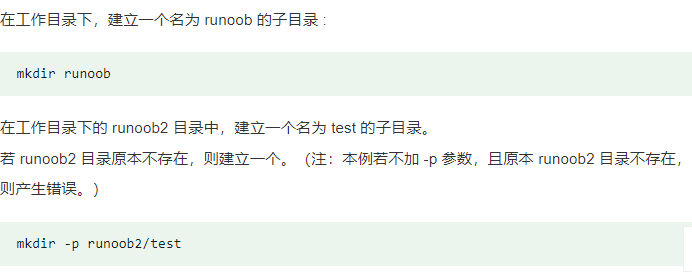 在工作目录下，建立一个名为 runoob 的子目录 :
mkdir runoob
在工作目录下的 runoob2 目录中，建立一个名为 test 的子目录。
若 runoob2 目录原本不存在，则建立一个。（注：本例若不加 -p 参数，且原本 runoob2 目录不存在，
则产生错误。）
mkdir -p runoob2/test